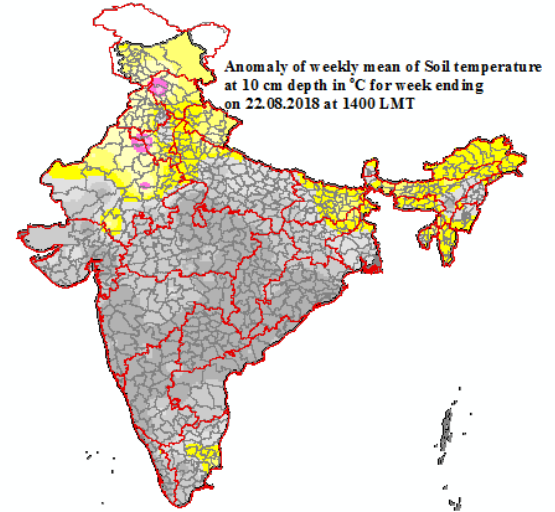 Anomaly of weekly mean of Soil temperature
at 10 cm depth in °C for week ending
on 22.08.2018 at 1400 LMT